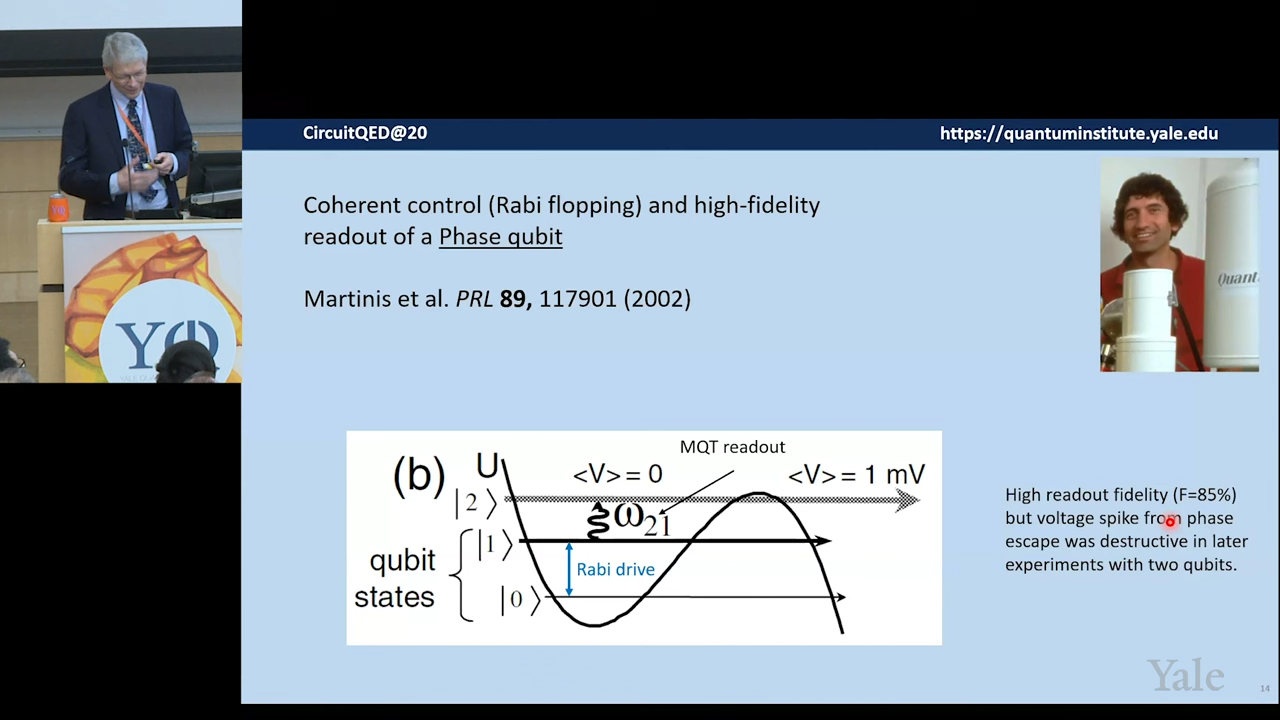 CircuitQED@20
https://quantuminstitute.yale.edu
Coherent control (Rabi flopping) and high-fidelity
readout of a Phase qubit
Martinis et al. PRL 89, 117901 (2002)
Quant
MQT readout
(b) U <V> = 0 <V> = 1 mV
|2⟩
ω21
|1⟩
qubit
states
Rabi drive
|0⟩
High readout fidelity (F=85%)
but voltage spike from phase
escape was destructive in later
experiments with two qubits.
Yale
14
YQ